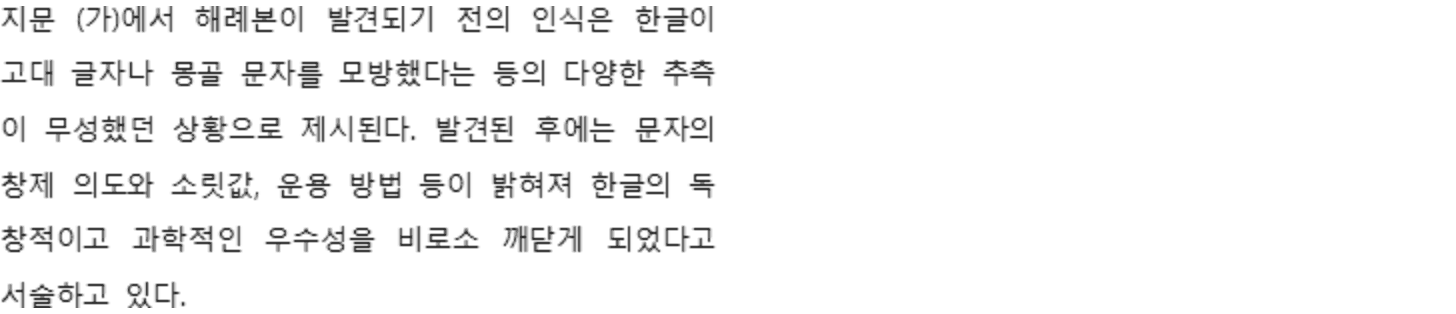 지문 (가)에서 해례본이 발견되기 전의 인식은 한글이
고대 글자나 몽골 문자를 모방했다는 등의 다양한 추측
이 무성했던 상황으로 제시된다. 발견된 후에는 문자의
창제 의도와 소릿값, 운용 방법 등이 밝혀져 한글의 독
창적이고 과학적인 우수성을 비로소 깨닫게 되었다고
서술하고 있다.